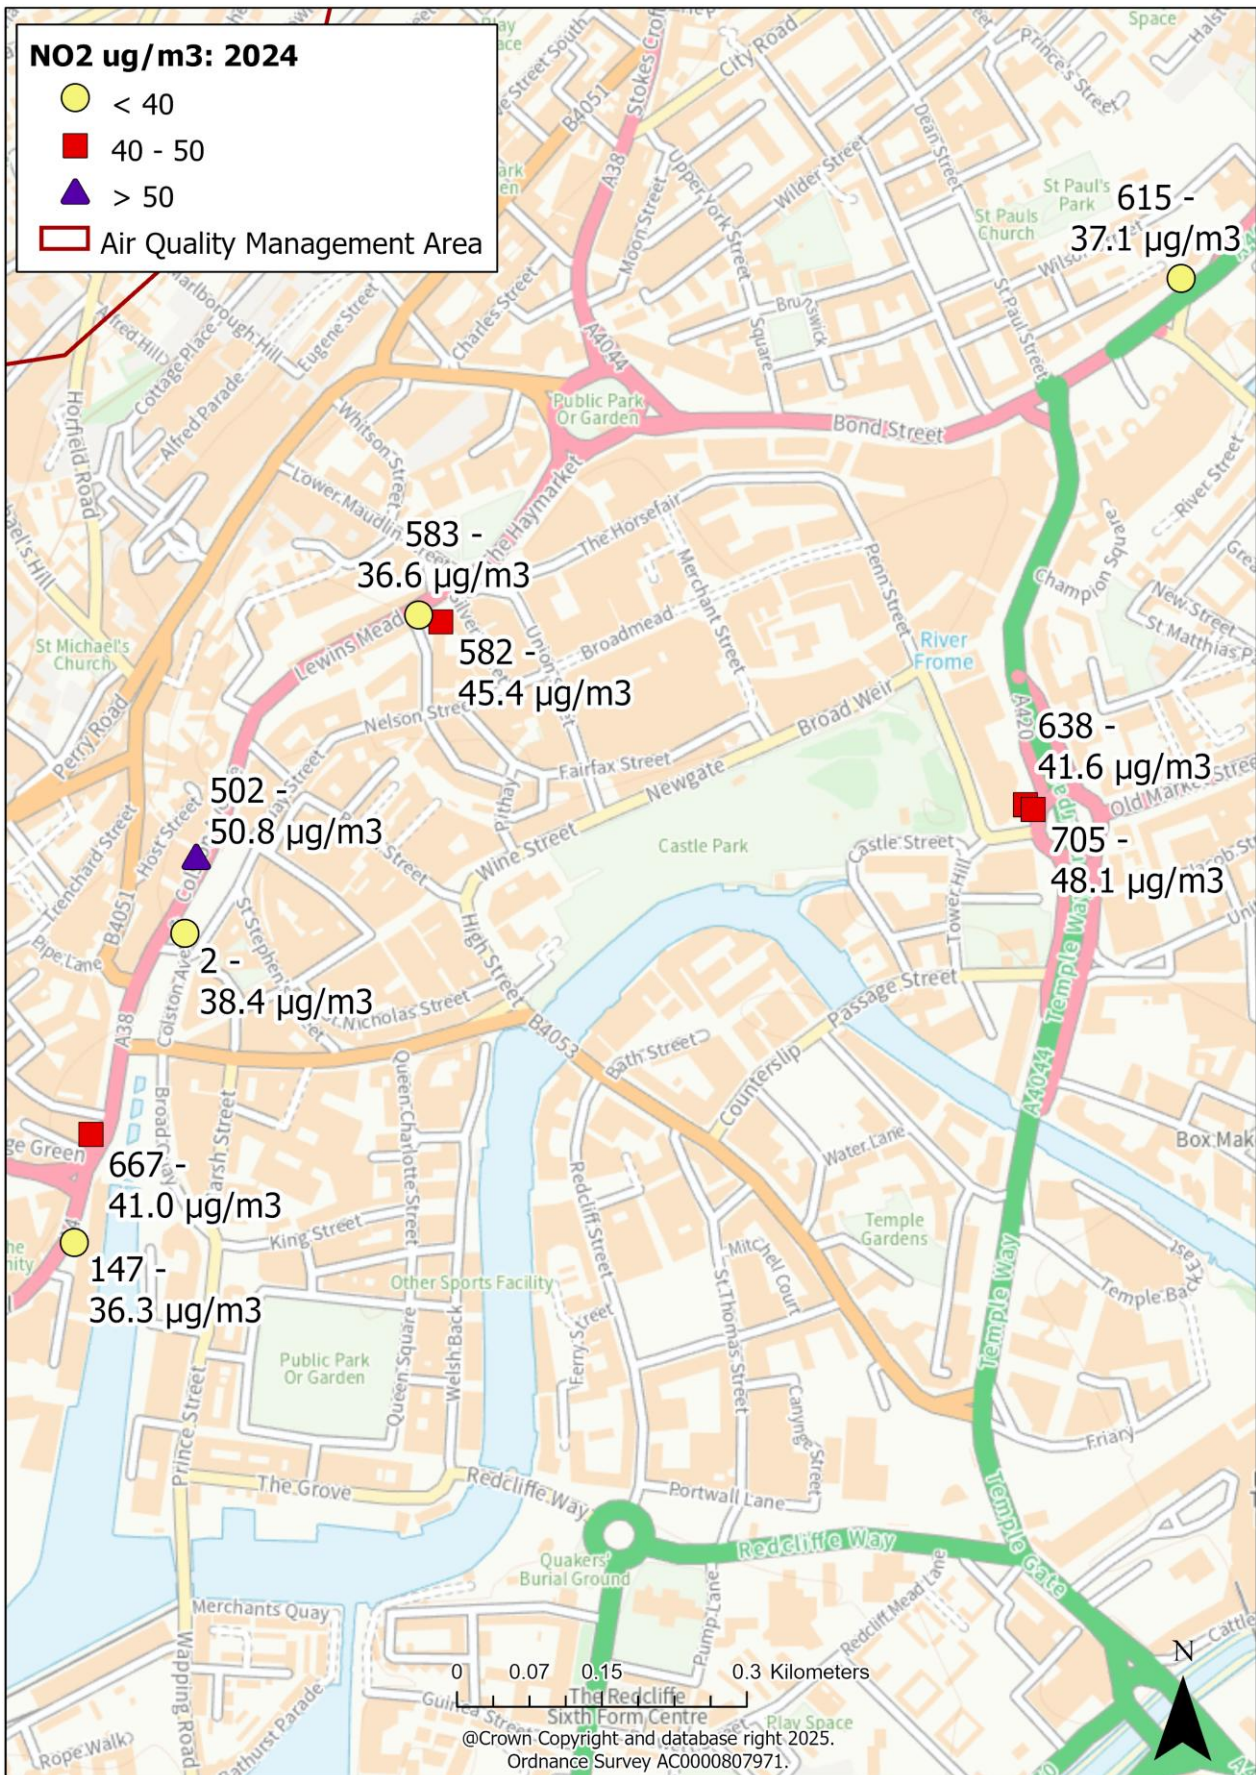 NO2 ug/m3: 2024
< 40
40 - 50
> 50
Air Quality Management Area
Space
Stokes Croft
City Road
Prince's Street
B4051
A38
Dean Street
Upper York Street
Wilder Street
Moon Street
St Paul's
Park
St Pauls
Church
615 -
37.1 µg/m3
Marlborough Hill
Eugene Street
Charles Street
Alfred Hill
Cottage Place
Alfred Parade
Brunswick
Square
St Paul Street
A4044
Public Park
Or Garden
Bond Street
Horfield Road
Whitson Street
Lower Maudlin Street
The Haymarket
The Horsefair
River Street
583 -
36.6 µg/m3
Merchant Street
Penn Street
Champion Square
New Street
St Matthias P
Lewins Mead
St Michael's
Church
582 -
45.4 µg/m3
Union Street
Broadmead
River
Frome
Nelson Street
Broad Weir
A420
Perry Road
Fairfax Street
Newgate
Pithay
638 -
41.6 µg/m3
Old Market Stree
502 -
50.8 µg/m3
Host Street
Trenchard Street
Wine Street
Castle Park
Castle Street
705 -
48.1 µg/m3
Jacob St
B4051
Pipe Lane
High Street
Tower Hill
2 -
38.4 µg/m3
Colston Ave
St Nicholas Street
Passage Street
Temple Way
A38
B4053
Bath Street
Counterslip
A4044
Queen Charlotte Street
Marsh Street
Box Mak
ge Green
667 -
41.0 µg/m3
Redcliff Street
Water Lane
King Street
Temple
Gardens
Mitchell Court
147 -
36.3 µg/m3
Other Sports Facility
St Thomas Street
Temple Way
Temple Back East
Public Park
Or Garden
Queen Square
Welsh Back
Ferry Street
Canynge Street
Prince Street
Friary
The Grove
Redcliffe Way
Portwall Lane
Quakers'
Burial Ground
Redcliffe Way
Temple Gate
Merchants Quay
Pump Lane
Redcliff Mead Lane
Cattle
N
Wapping Road
Bathurst Parade
0 0.07 0.15 0.3 Kilometers
Guinea Street
The Redcliffe
Sixth Form Centre
Play Space
Rope Walk
@Crown Copyright and database right 2025.
Ordnance Survey AC0000807971.